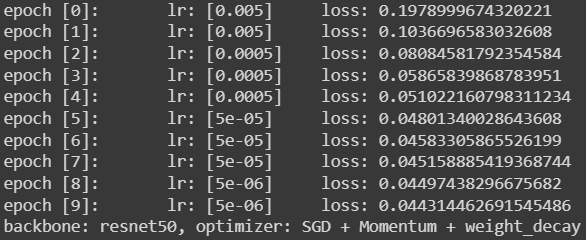 epoch [0]: lr: [0.005] loss: 0.1978999674320221
epoch [1]: lr: [0.005] loss: 0.1036696583032608
epoch [2]: lr: [0.0005] loss: 0.08084581792354584
epoch [3]: lr: [0.0005] loss: 0.05865839868783951
epoch [4]: lr: [0.0005] loss: 0.051022160798311234
epoch [5]: lr: [5e-05] loss: 0.04801340028643608
epoch [6]: lr: [5e-05] loss: 0.04583305865526199
epoch [7]: lr: [5e-05] loss: 0.045158885419368744
epoch [8]: lr: [5e-06] loss: 0.04497438296675682
epoch [9]: lr: [5e-06] loss: 0.044314462691545486
backbone: resnet50, optimizer: SGD + Momentum + weight_decay